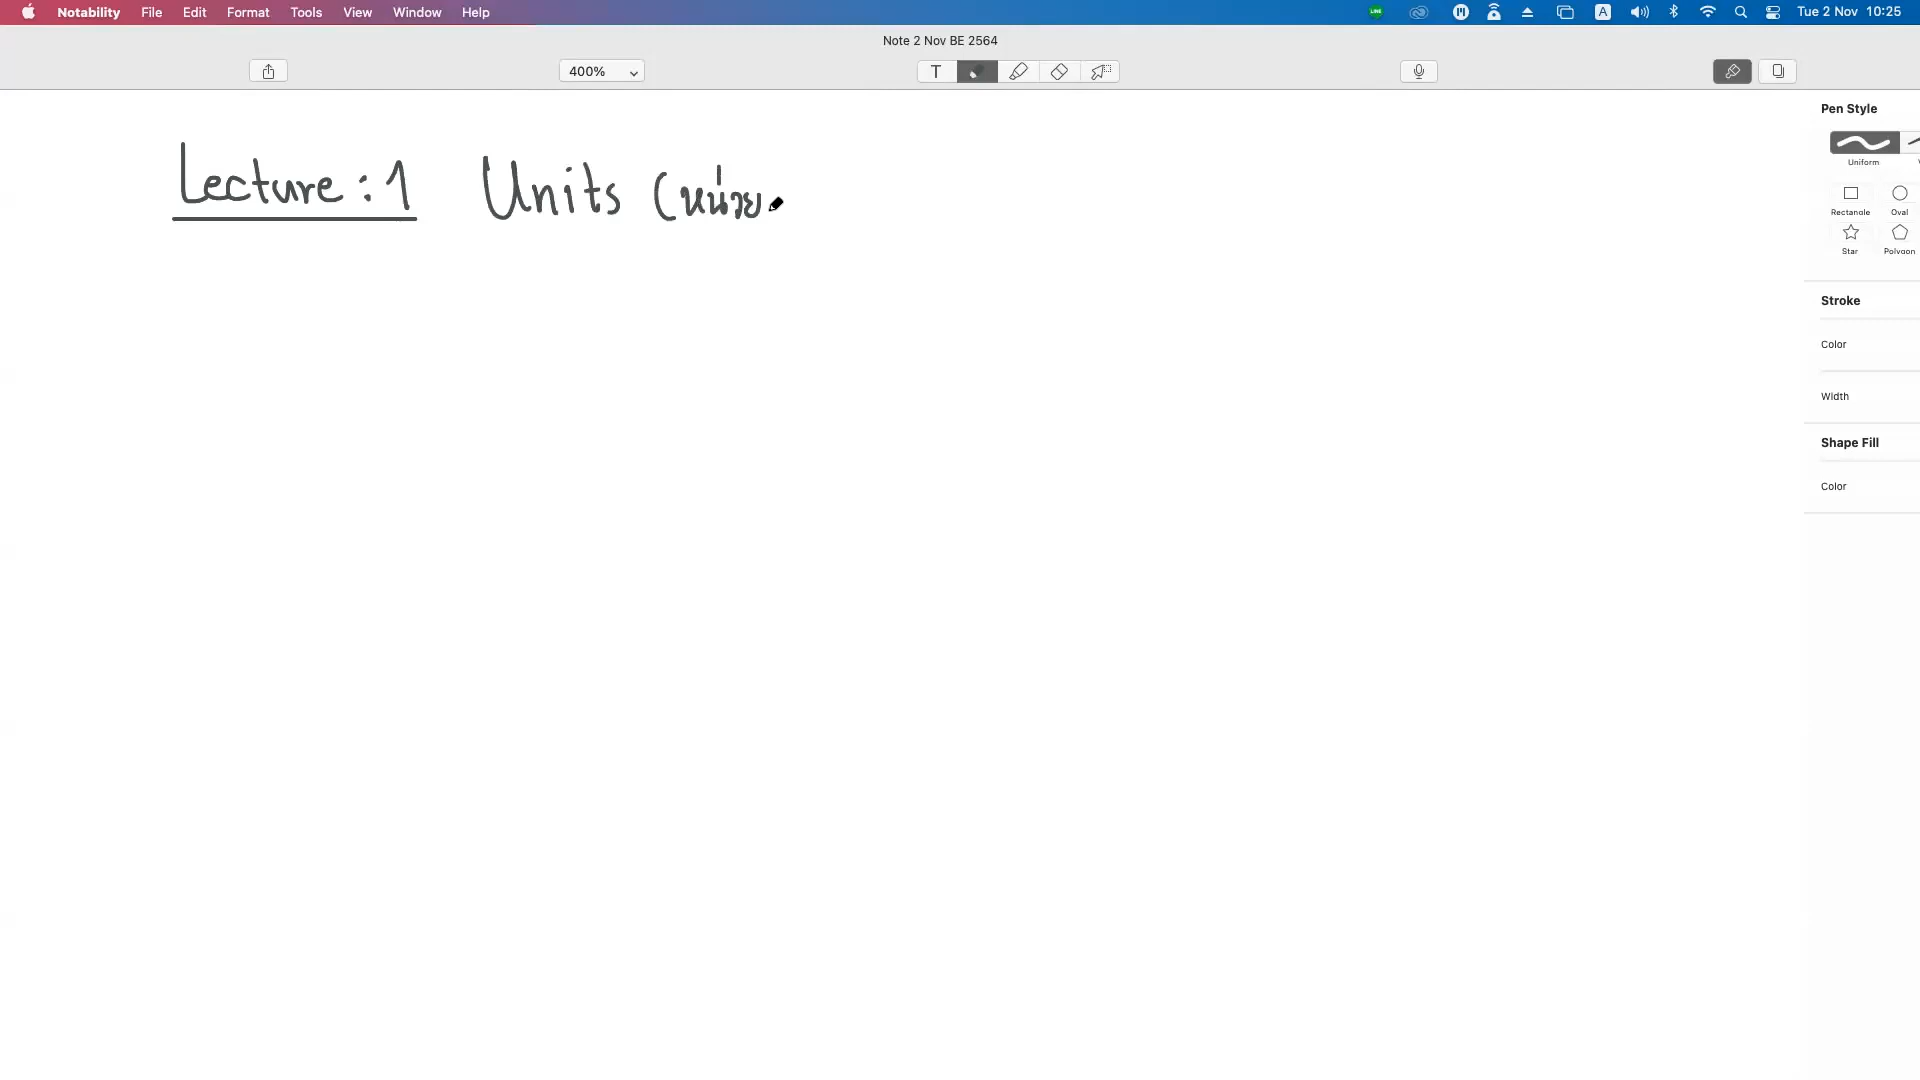 Notability File Edit Format Tools View Window Help LINE A Tue 2 Nov 10:25
Note 2 Nov BE 2564
400% T
Pen Style
Uniform
Rectangle Oval
Star Polygon
Stroke
Color
Width
Shape Fill
Color
Lecture : 1 Units (หน่วย